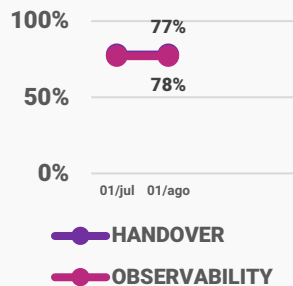 100%
77%
50%
78%
0%
01/jul 01/ago
HANDOVER
OBSERVABILITY